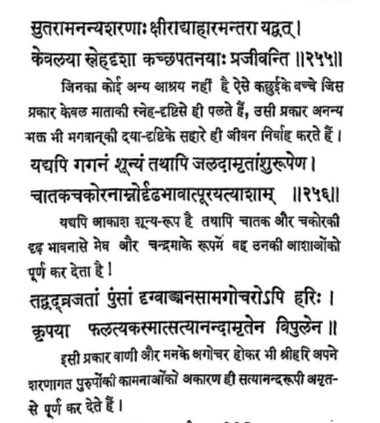 सुतरामनन्यशरणाः क्षीराद्याहारमन्तरा यद्वत्।
केवलया स्नेहदृशा कच्छपतनयाः प्रजीवन्ति॥२५५॥
जिनका कोई अन्य आश्रय नहीं है ऐसे कछुईके बच्चे जिस
प्रकार केवल माताकी स्नेह-दृष्टिसे ही पलते हैं, उसी प्रकार अनन्य
भक्त भी भगवान्‌की दया-दृष्टिके सहारे ही जीवन निर्वाह करते हैं।
यद्यपि गगनं शून्यं तथापि जलदामृतांशुरूपेण।
चातकचकोरनाम्नोर्दृढभावात्पूरयत्याशाम् ॥२५६॥
यद्यपि आकाश शून्य-रूप है तथापि चातक और चकोरकी
दृढ़ भावनासे मेघ और चन्द्रमाके रूपमें वह उनकी आशाओंको
पूर्ण कर देता है!
तद्वद्व्रजतां पुंसां दृग्वाङ्मनसामगोचरोऽपि हरिः।
कृपया फलत्यकस्मात्सत्यानन्दामृतेन विपुलेन॥
इसी प्रकार वाणी और मनके अगोचर होकर भी श्रीहरि अपने
शरणागत पुरुषोंकी कामनाओंको अकारण ही सत्यानन्दरूपी अमृत-
से पूर्ण कर देते हैं।